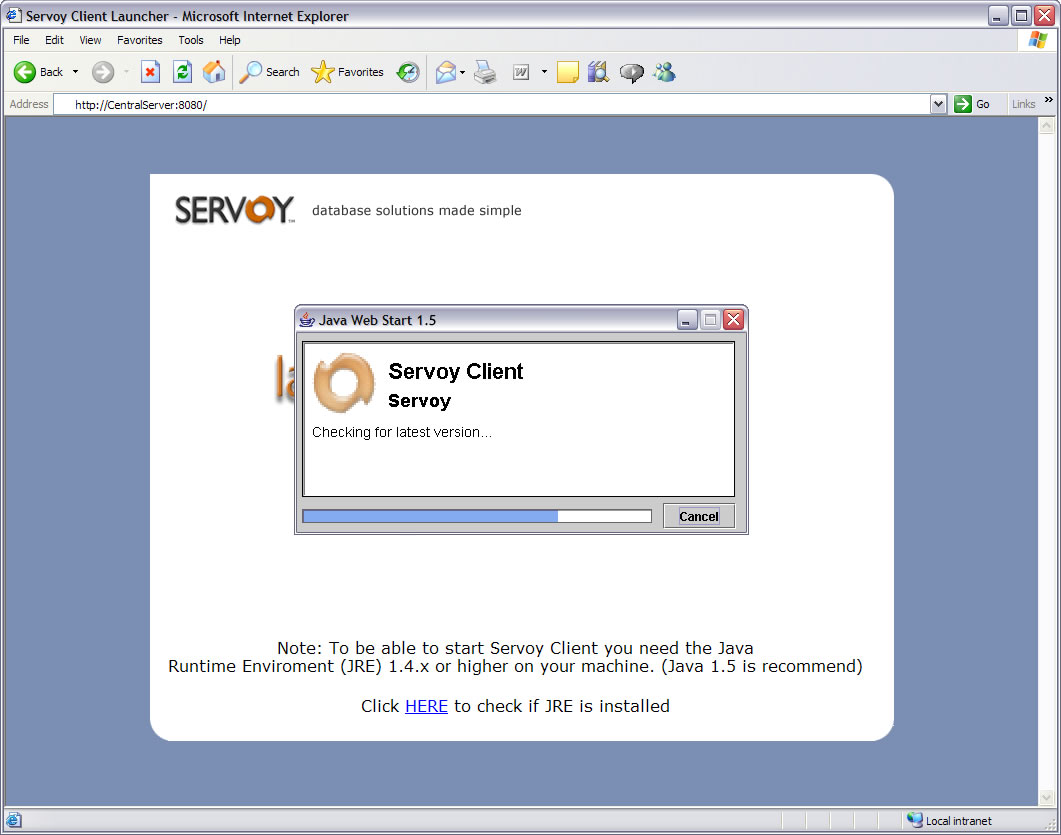 Servoy Client Launcher - Microsoft Internet Explorer
File Edit View Favorites Tools Help
Back Search Favorites W
Address http://CentralServer:8080/ Go Links »
SERVOY™ database solutions made simple
Java Web Start 1.5
Servoy Client
Servoy
Checking for latest version...
Cancel
Note: To be able to start Servoy Client you need the Java
Runtime Enviroment (JRE) 1.4.x or higher on your machine. (Java 1.5 is recommend)
Click HERE to check if JRE is installed
Local intranet